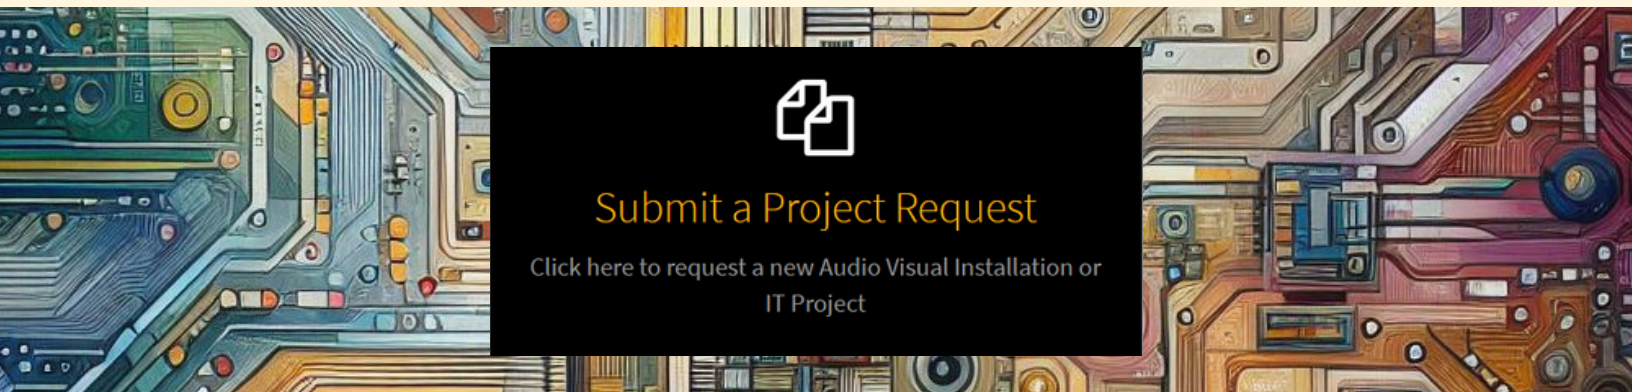 Submit a Project Request
Click here to request a new Audio Visual Installation or
IT Project